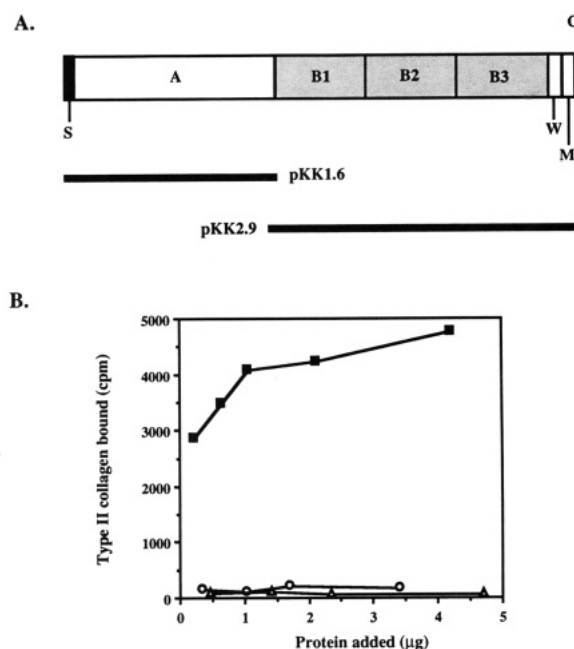 A.
C
A
B1
B2
B3
S
W
M
pKK1.6
pKK2.9
B.
5000
4000
3000
2000
1000
0
Type II collagen bound (cpm)
0 1 2 3 4 5
Protein added (μg)